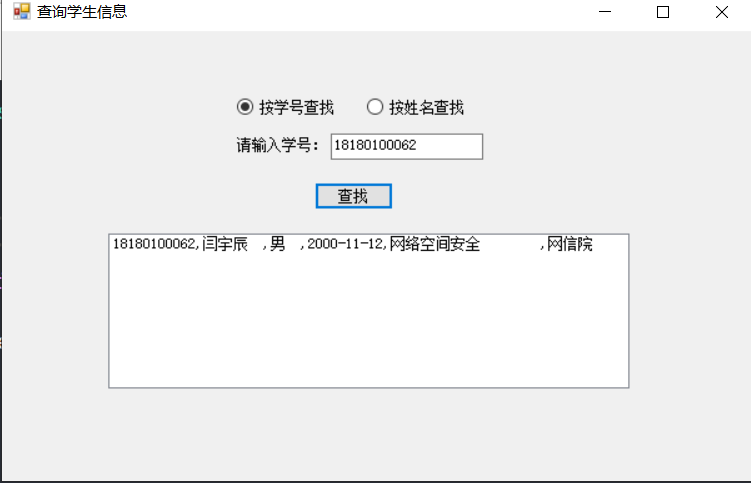 查询学生信息
按学号查找 按姓名查找
请输入学号： 18180100062
查找
18180100062,闫宇辰 ,男 ,2000-11-12,网络空间安全 ,网信院